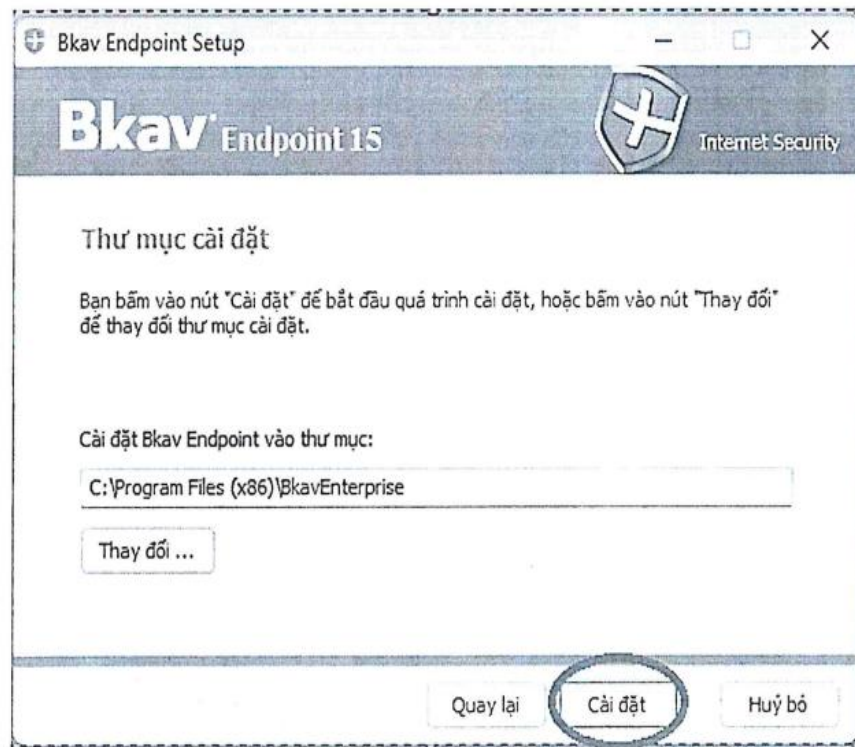 Bkav Endpoint Setup
Bkav Endpoint 15
Internet Security
Thư mục cài đặt
Bạn bấm vào nút "Cài đặt" để bắt đầu quá trình cài đặt, hoặc bấm vào nút "Thay đổi"
để thay đổi thư mục cài đặt.
Cài đặt Bkav Endpoint vào thư mục:
C:\Program Files (x86)\BkavEnterprise
Thay đổi ...
Quay lại
Cài đặt
Huỷ bỏ